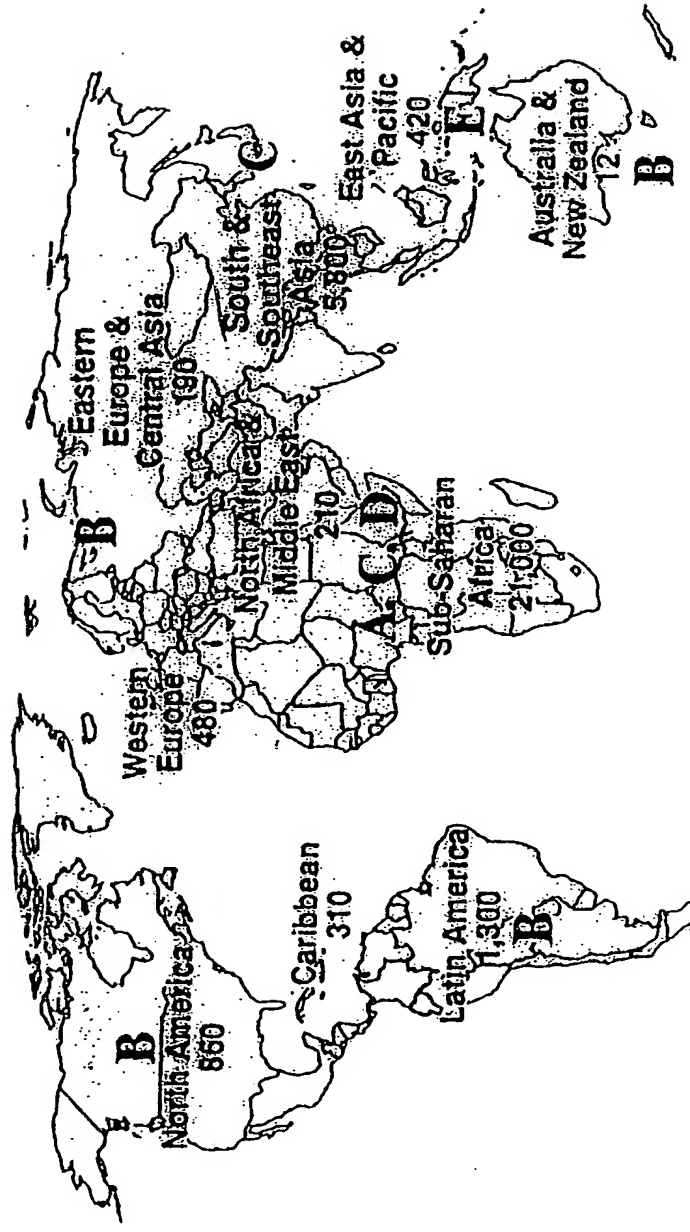 B
North America
860
Caribbean
310
Latin America
1,300
B
Western
Europe
480
B
Eastern
Europe &
Central Asia
190
North Africa &
Middle East
210
A, C, D
Sub-Saharan
Africa
21,000
South &
Southeast
Asia
5,800
C
East Asia &
Pacific
420
E
Australia &
New Zealand
12
B